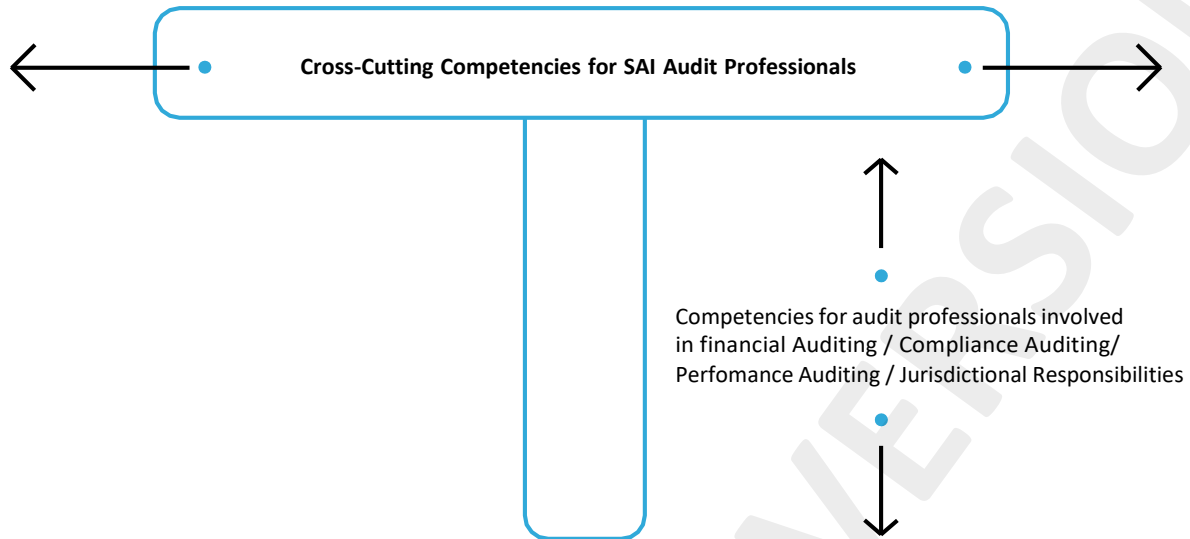 Cross-Cutting Competencies for SAI Audit Professionals
Competencies for audit professionals involved
in financial Auditing / Compliance Auditing/
Perfomance Auditing / Jurisdictional Responsibilities
VERSIO